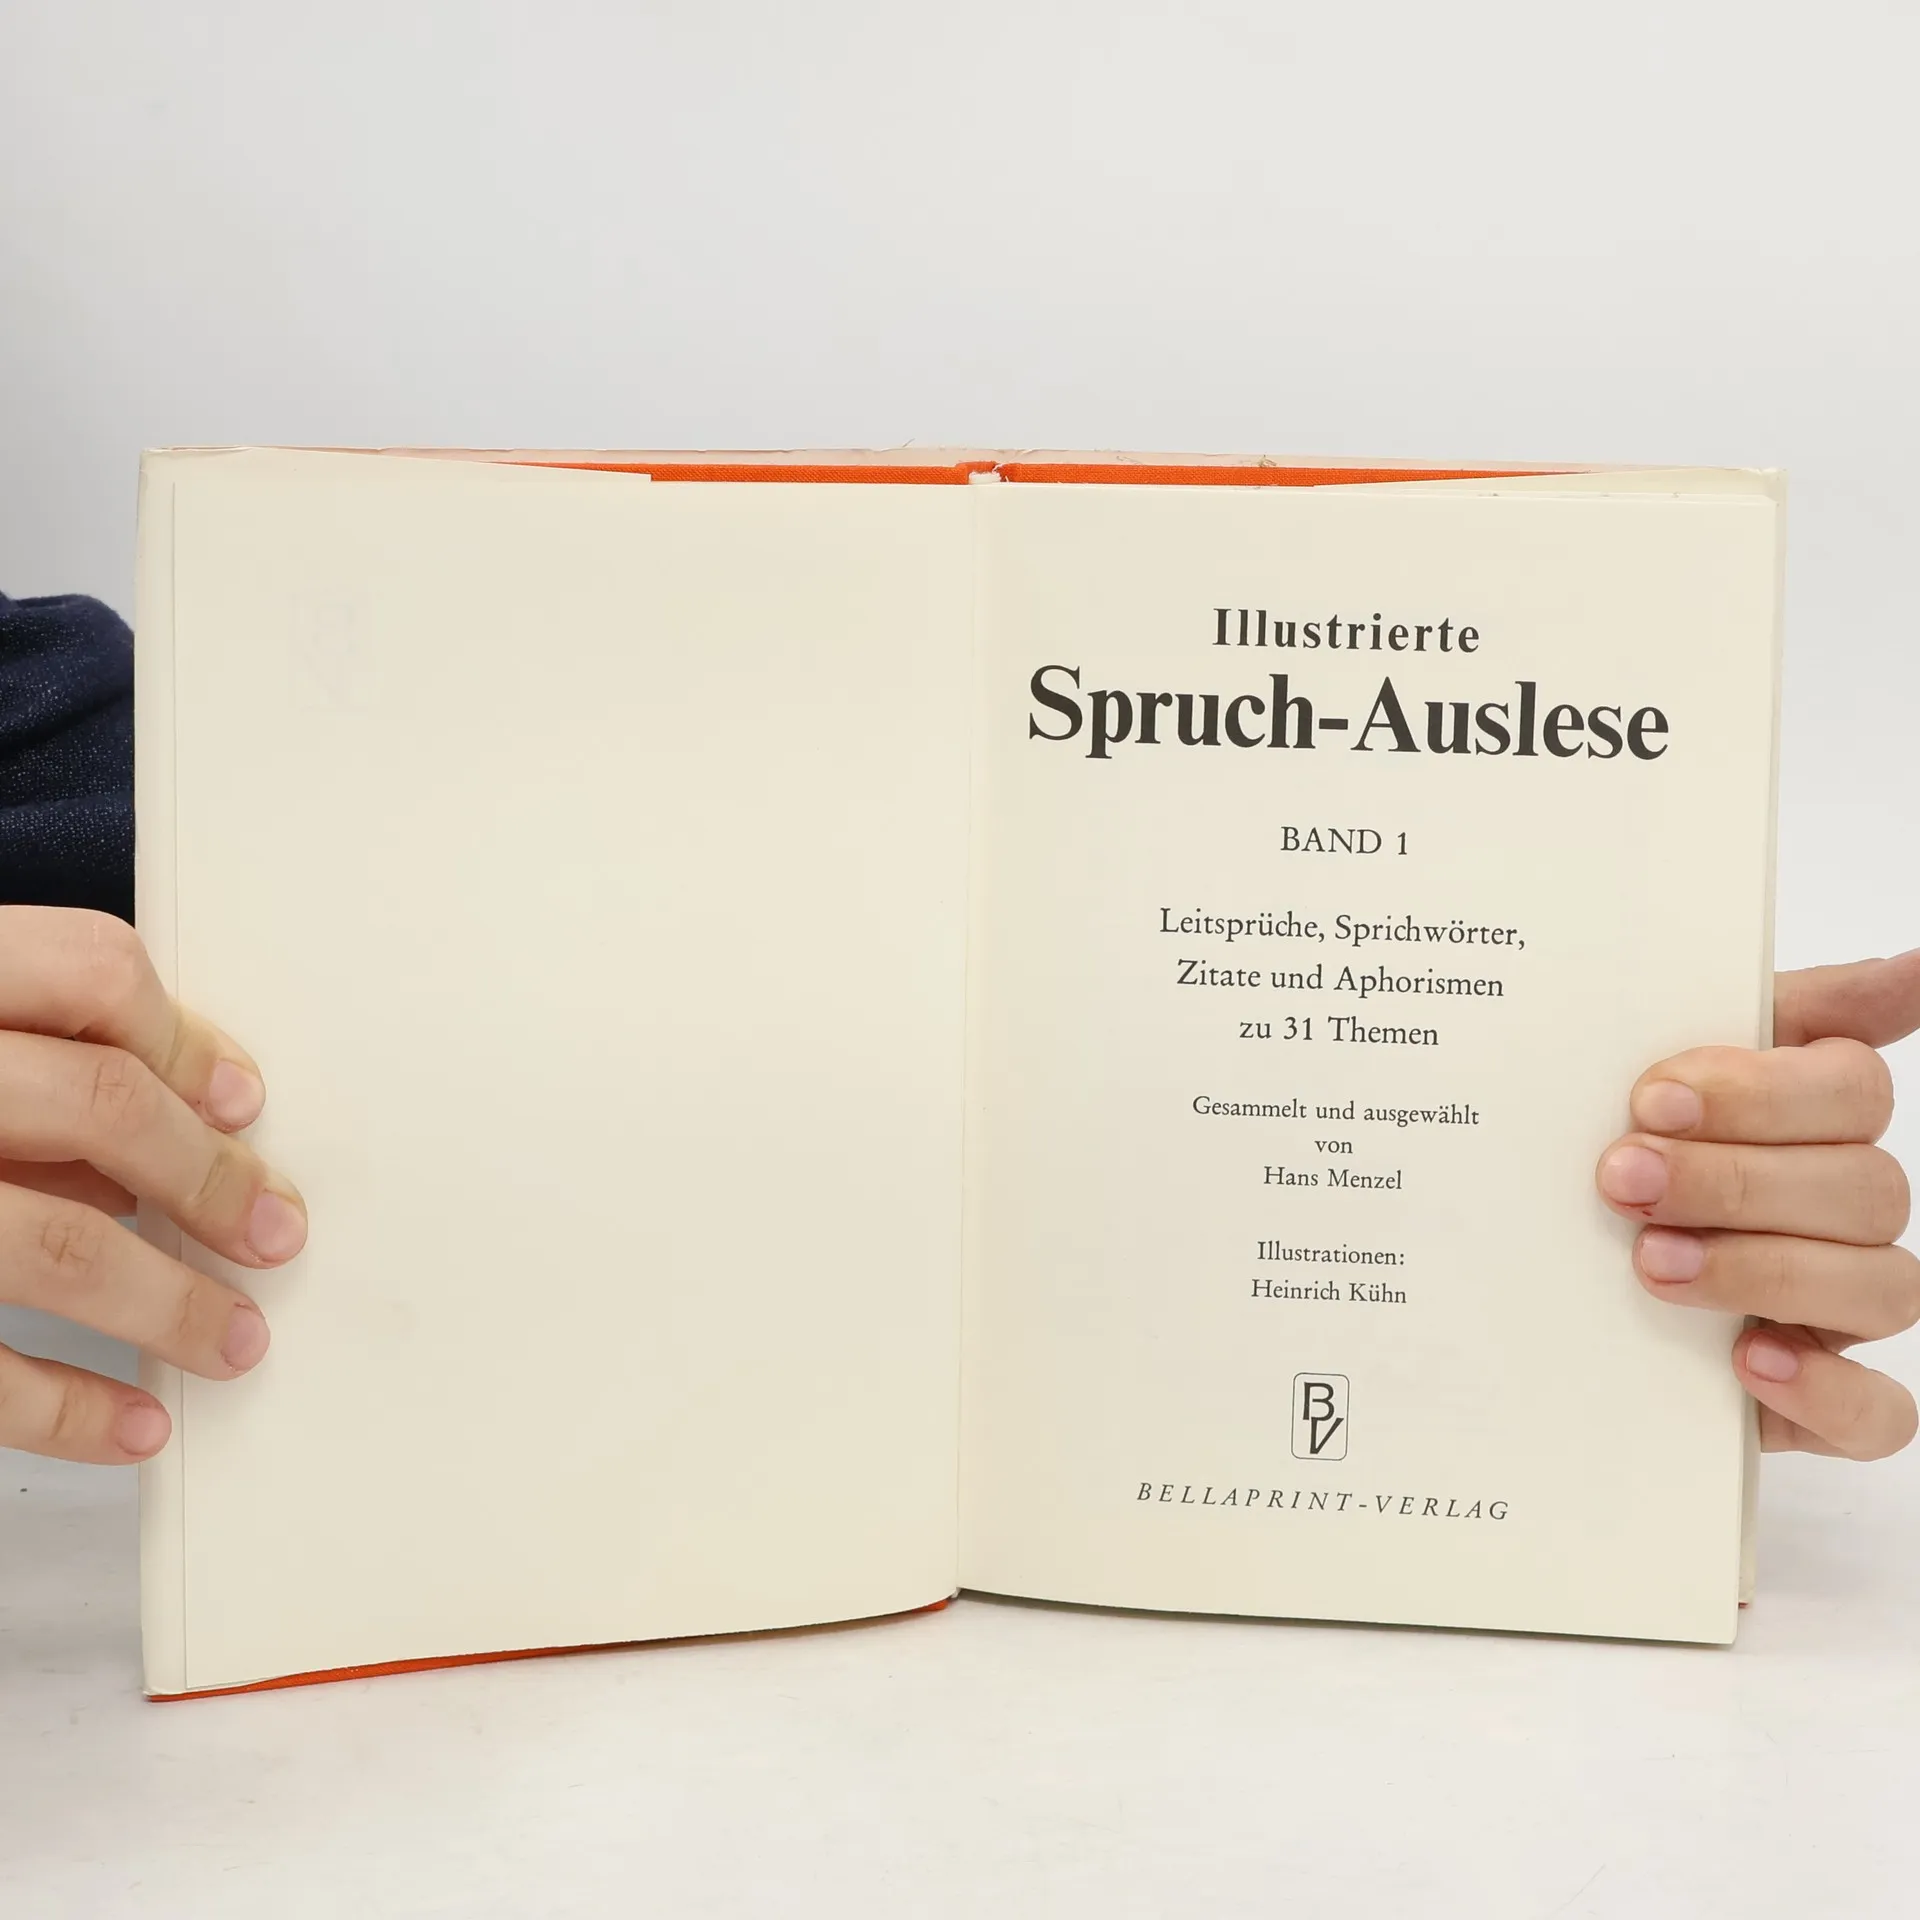 Illustrierte
Spruch-Auslese
BAND 1
Leitsprüche, Sprichwörter,
Zitate und Aphorismen
zu 31 Themen
Gesammelt und ausgewählt
von
Hans Menzel
Illustrationen:
Heinrich Kühn
BV
BELLAPRINT-VERLAG